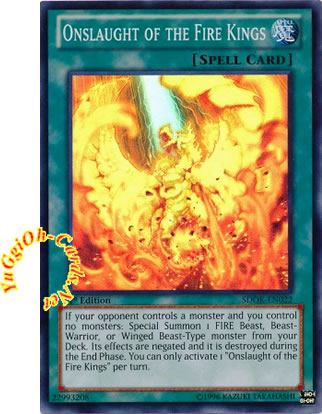 Onslaught of the Fire Kings
魔
[Spell Card]
YuGgiOh-Cards.Net
1st Edition
SDOK-EN022
If your opponent controls a monster and you control
no monsters: Special Summon 1 FIRE Beast, Beast-
Warrior, or Winged Beast-Type monster from your
Deck. Its effects are negated and it is destroyed
during the End Phase. You can only activate 1 "Onslaught of the
Fire Kings" per turn.
22993208
©1996 KAZUKI TAKAHASHI